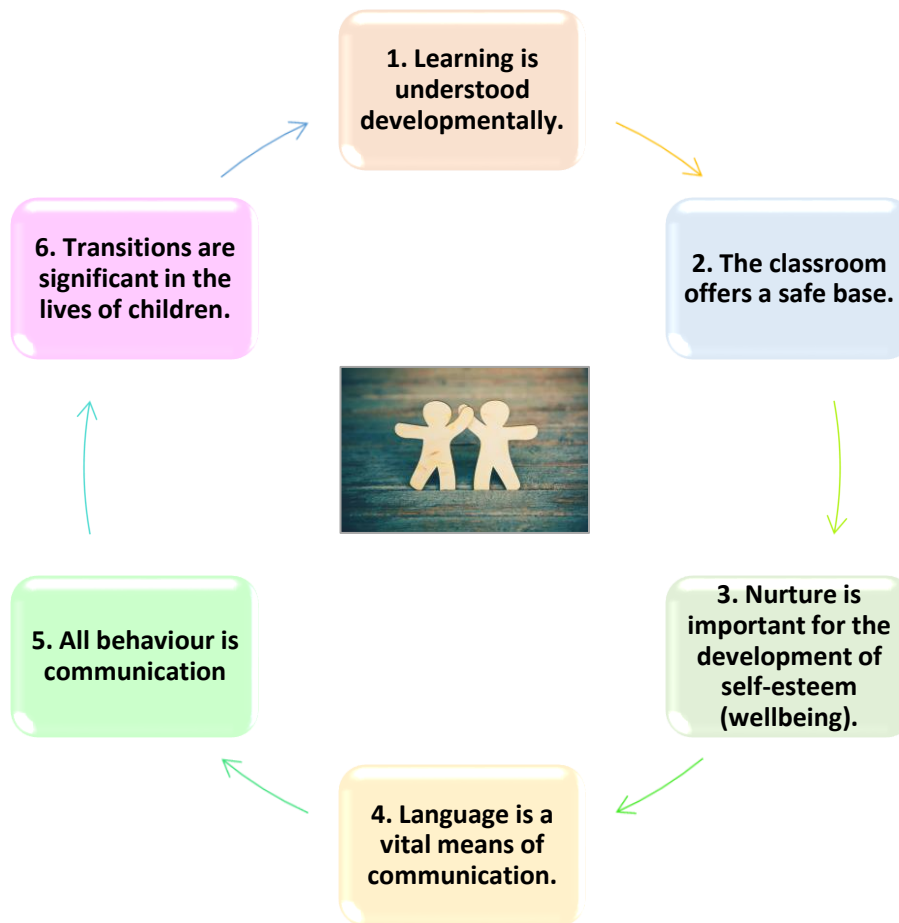 1. Learning is
understood
developmentally.
2. The classroom
offers a safe base.
3. Nurture is
important for the
development of
self-esteem
(wellbeing).
4. Language is a
vital means of
communication.
5. All behaviour is
communication
6. Transitions are
significant in the
lives of children.